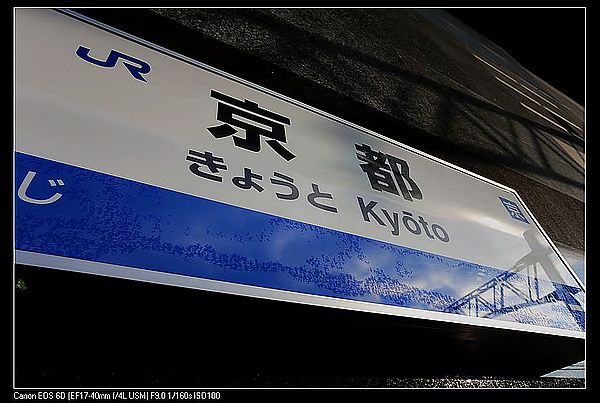 JR
京都
きょうと Kyōto
じ
Canon EOS 6D [EF17-40mm f/4L USM] F9.0 1/160s ISO100